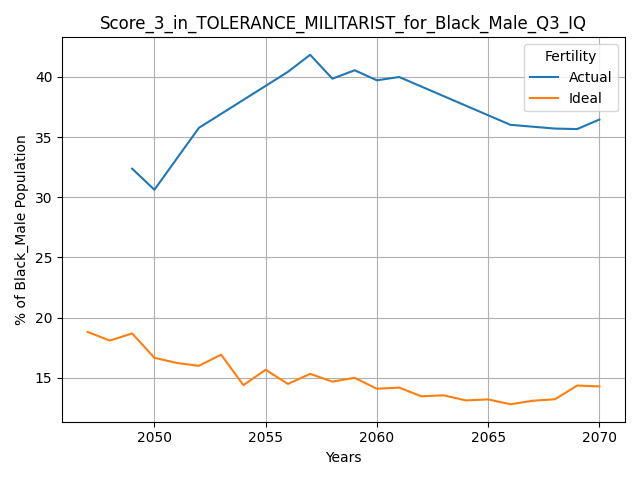 Score_3_in_TOLERANCE_MILITARIST_for_Black_Male_Q3_IQ
Fertility
Actual
Ideal
% of Black_Male Population
40
35
30
25
20
15
2050
2055
2060
2065
2070
Years